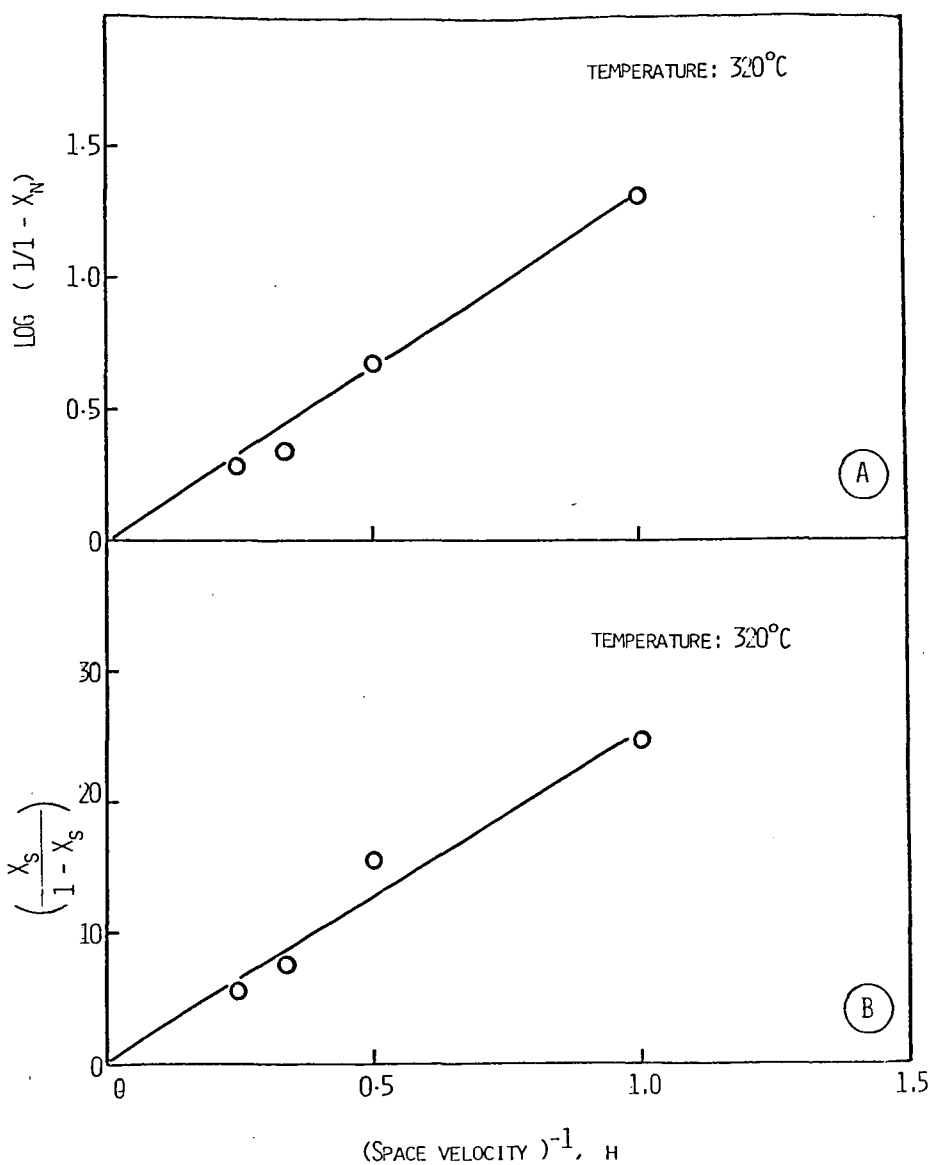 TEMPERATURE: 320°C
LOG (1/1 - X_N)
1·5
1·0
0·5
0
A
TEMPERATURE: 320°C
(X_S / 1 - X_S)
30
20
10
0
B
0 0·5 1·0 1.5
(SPACE VELOCITY)⁻¹, H